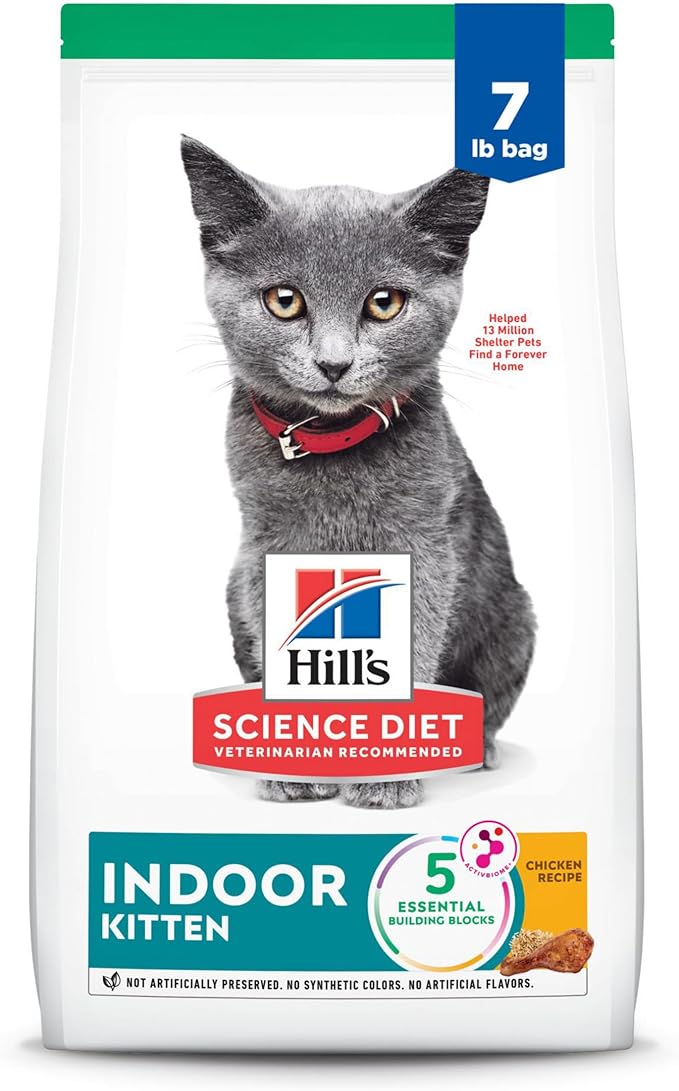 7
lb bag
Helped
13 Million
Shelter Pets
Find a Forever
Home
Hill's
SCIENCE DIET
VETERINARIAN RECOMMENDED
INDOOR
KITTEN
5
ESSENTIAL
BUILDING BLOCKS
ACTIVBIOME+
CHICKEN
RECIPE
NOT ARTIFICIALLY PRESERVED. NO SYNTHETIC COLORS. NO ARTIFICIAL FLAVORS.